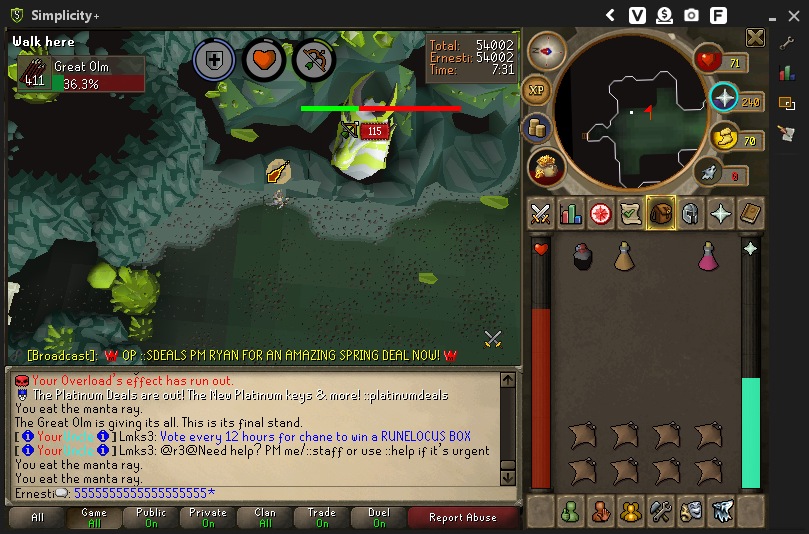 Simplicity+
Walk here
Great Olm
411
36.3%
Total: 54002
Ernesti: 54002
Time: 7:31
115
71
XP
240
70
0
[Broadcast]: OP ::SDEALS PM RYAN FOR AN AMAZING SPRING DEAL NOW!
Your Overload's effect has run out.
The Platinum Deals are out! The New Platinum keys & more! ::platinumdeals
You eat the manta ray.
The Great Olm is giving its all. This is its final stand.
Lmks3: Vote every 12 hours for chane to win a RUNELOCUS BOX
Lmks3: @r3@Need help? PM me/::staff or use ::help if it's urgent
You eat the manta ray.
You eat the manta ray.
Ernesti: 5555555555555555555*
All
Game
All
Public
On
Private
On
Clan
All
Trade
On
Duel
On
Report Abuse